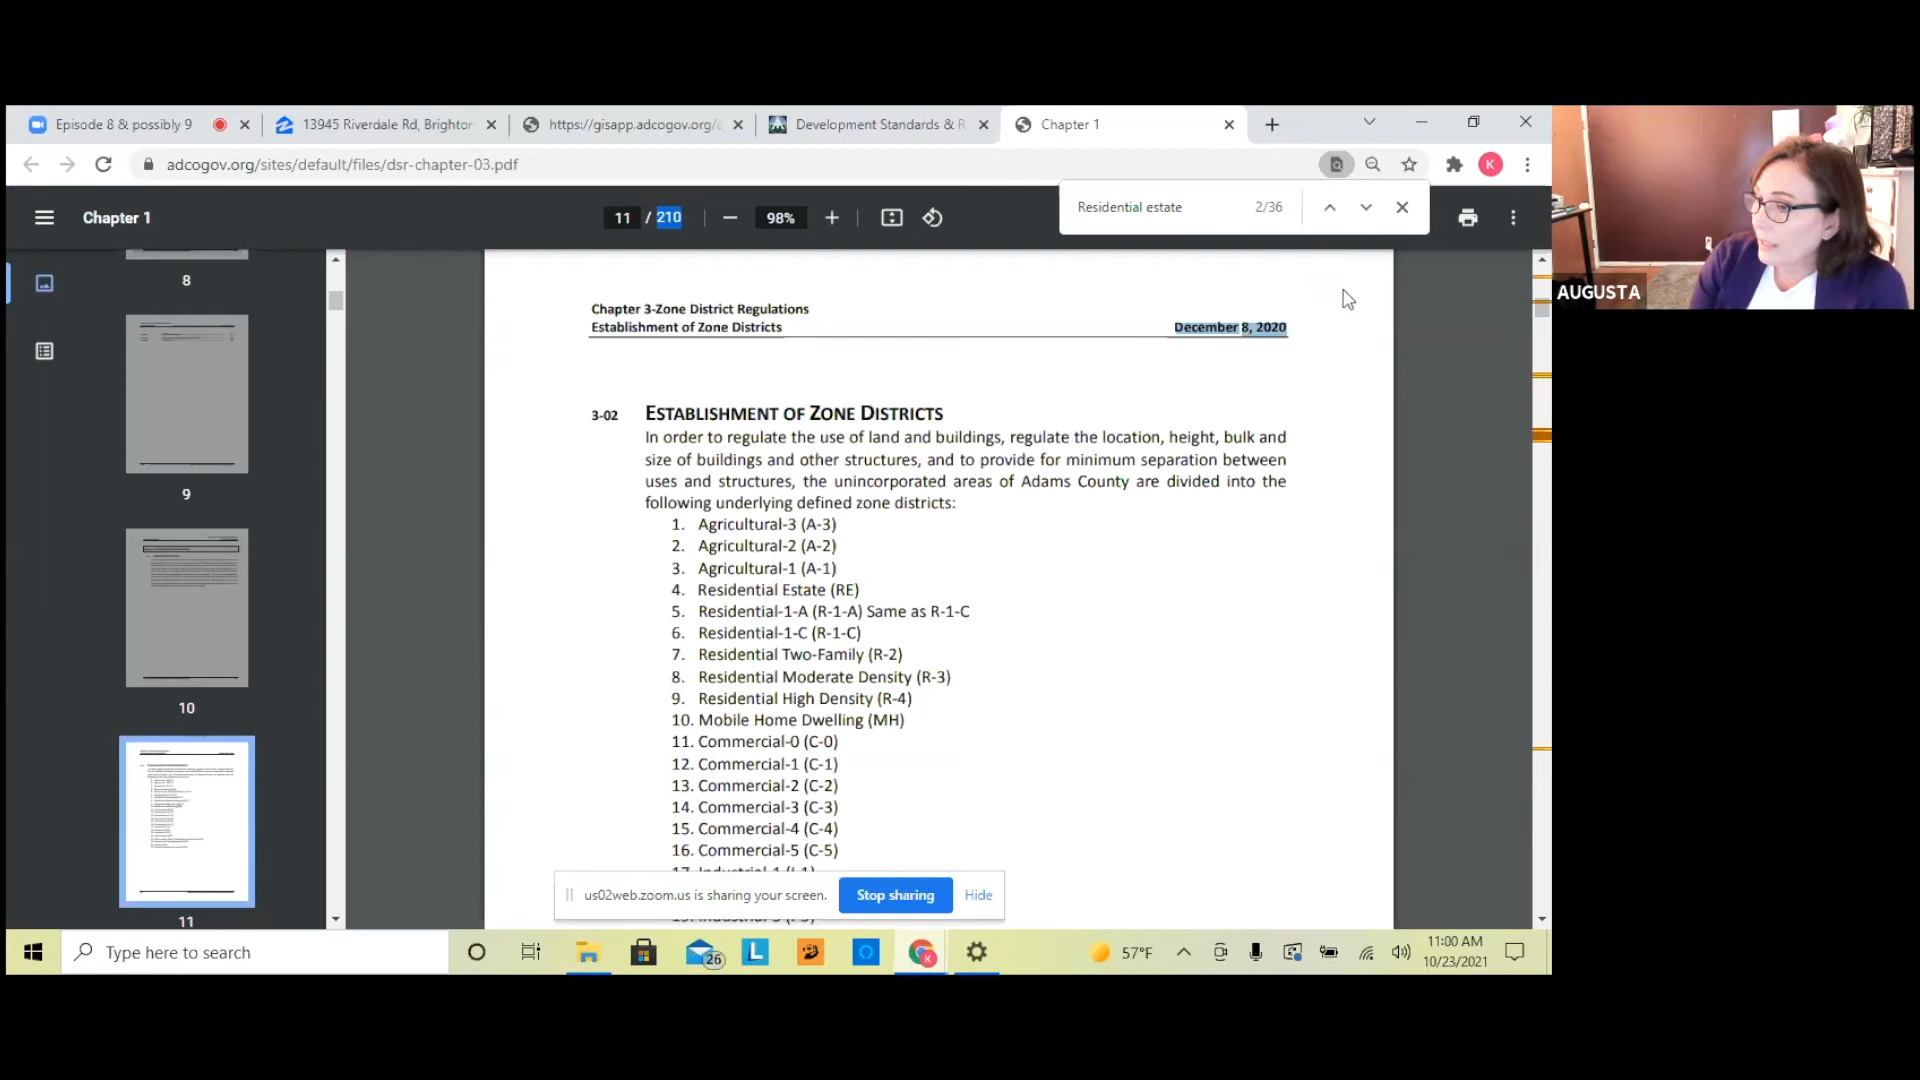 Episode 8 & possibly 9
13945 Riverdale Rd, Brighton
https://gisapp.adcogov.org/
Development Standards & R
Chapter 1
adcogov.org/sites/default/files/dsr-chapter-03.pdf
K
Chapter 1
11 / 210
98%
Residential estate 2/36
AUGUSTA
8
9
10
11
Chapter 3-Zone District Regulations
Establishment of Zone Districts December 8, 2020
3-02 ESTABLISHMENT OF ZONE DISTRICTS
In order to regulate the use of land and buildings, regulate the location, height, bulk and
size of buildings and other structures, and to provide for minimum separation between
uses and structures, the unincorporated areas of Adams County are divided into the
following underlying defined zone districts:
1. Agricultural-3 (A-3)
2. Agricultural-2 (A-2)
3. Agricultural-1 (A-1)
4. Residential Estate (RE)
5. Residential-1-A (R-1-A) Same as R-1-C
6. Residential-1-C (R-1-C)
7. Residential Two-Family (R-2)
8. Residential Moderate Density (R-3)
9. Residential High Density (R-4)
10. Mobile Home Dwelling (MH)
11. Commercial-0 (C-0)
12. Commercial-1 (C-1)
13. Commercial-2 (C-2)
14. Commercial-3 (C-3)
15. Commercial-4 (C-4)
16. Commercial-5 (C-5)
us02web.zoom.us is sharing your screen. Stop sharing Hide
Type here to search
26
L
57°F
11:00 AM
10/23/2021